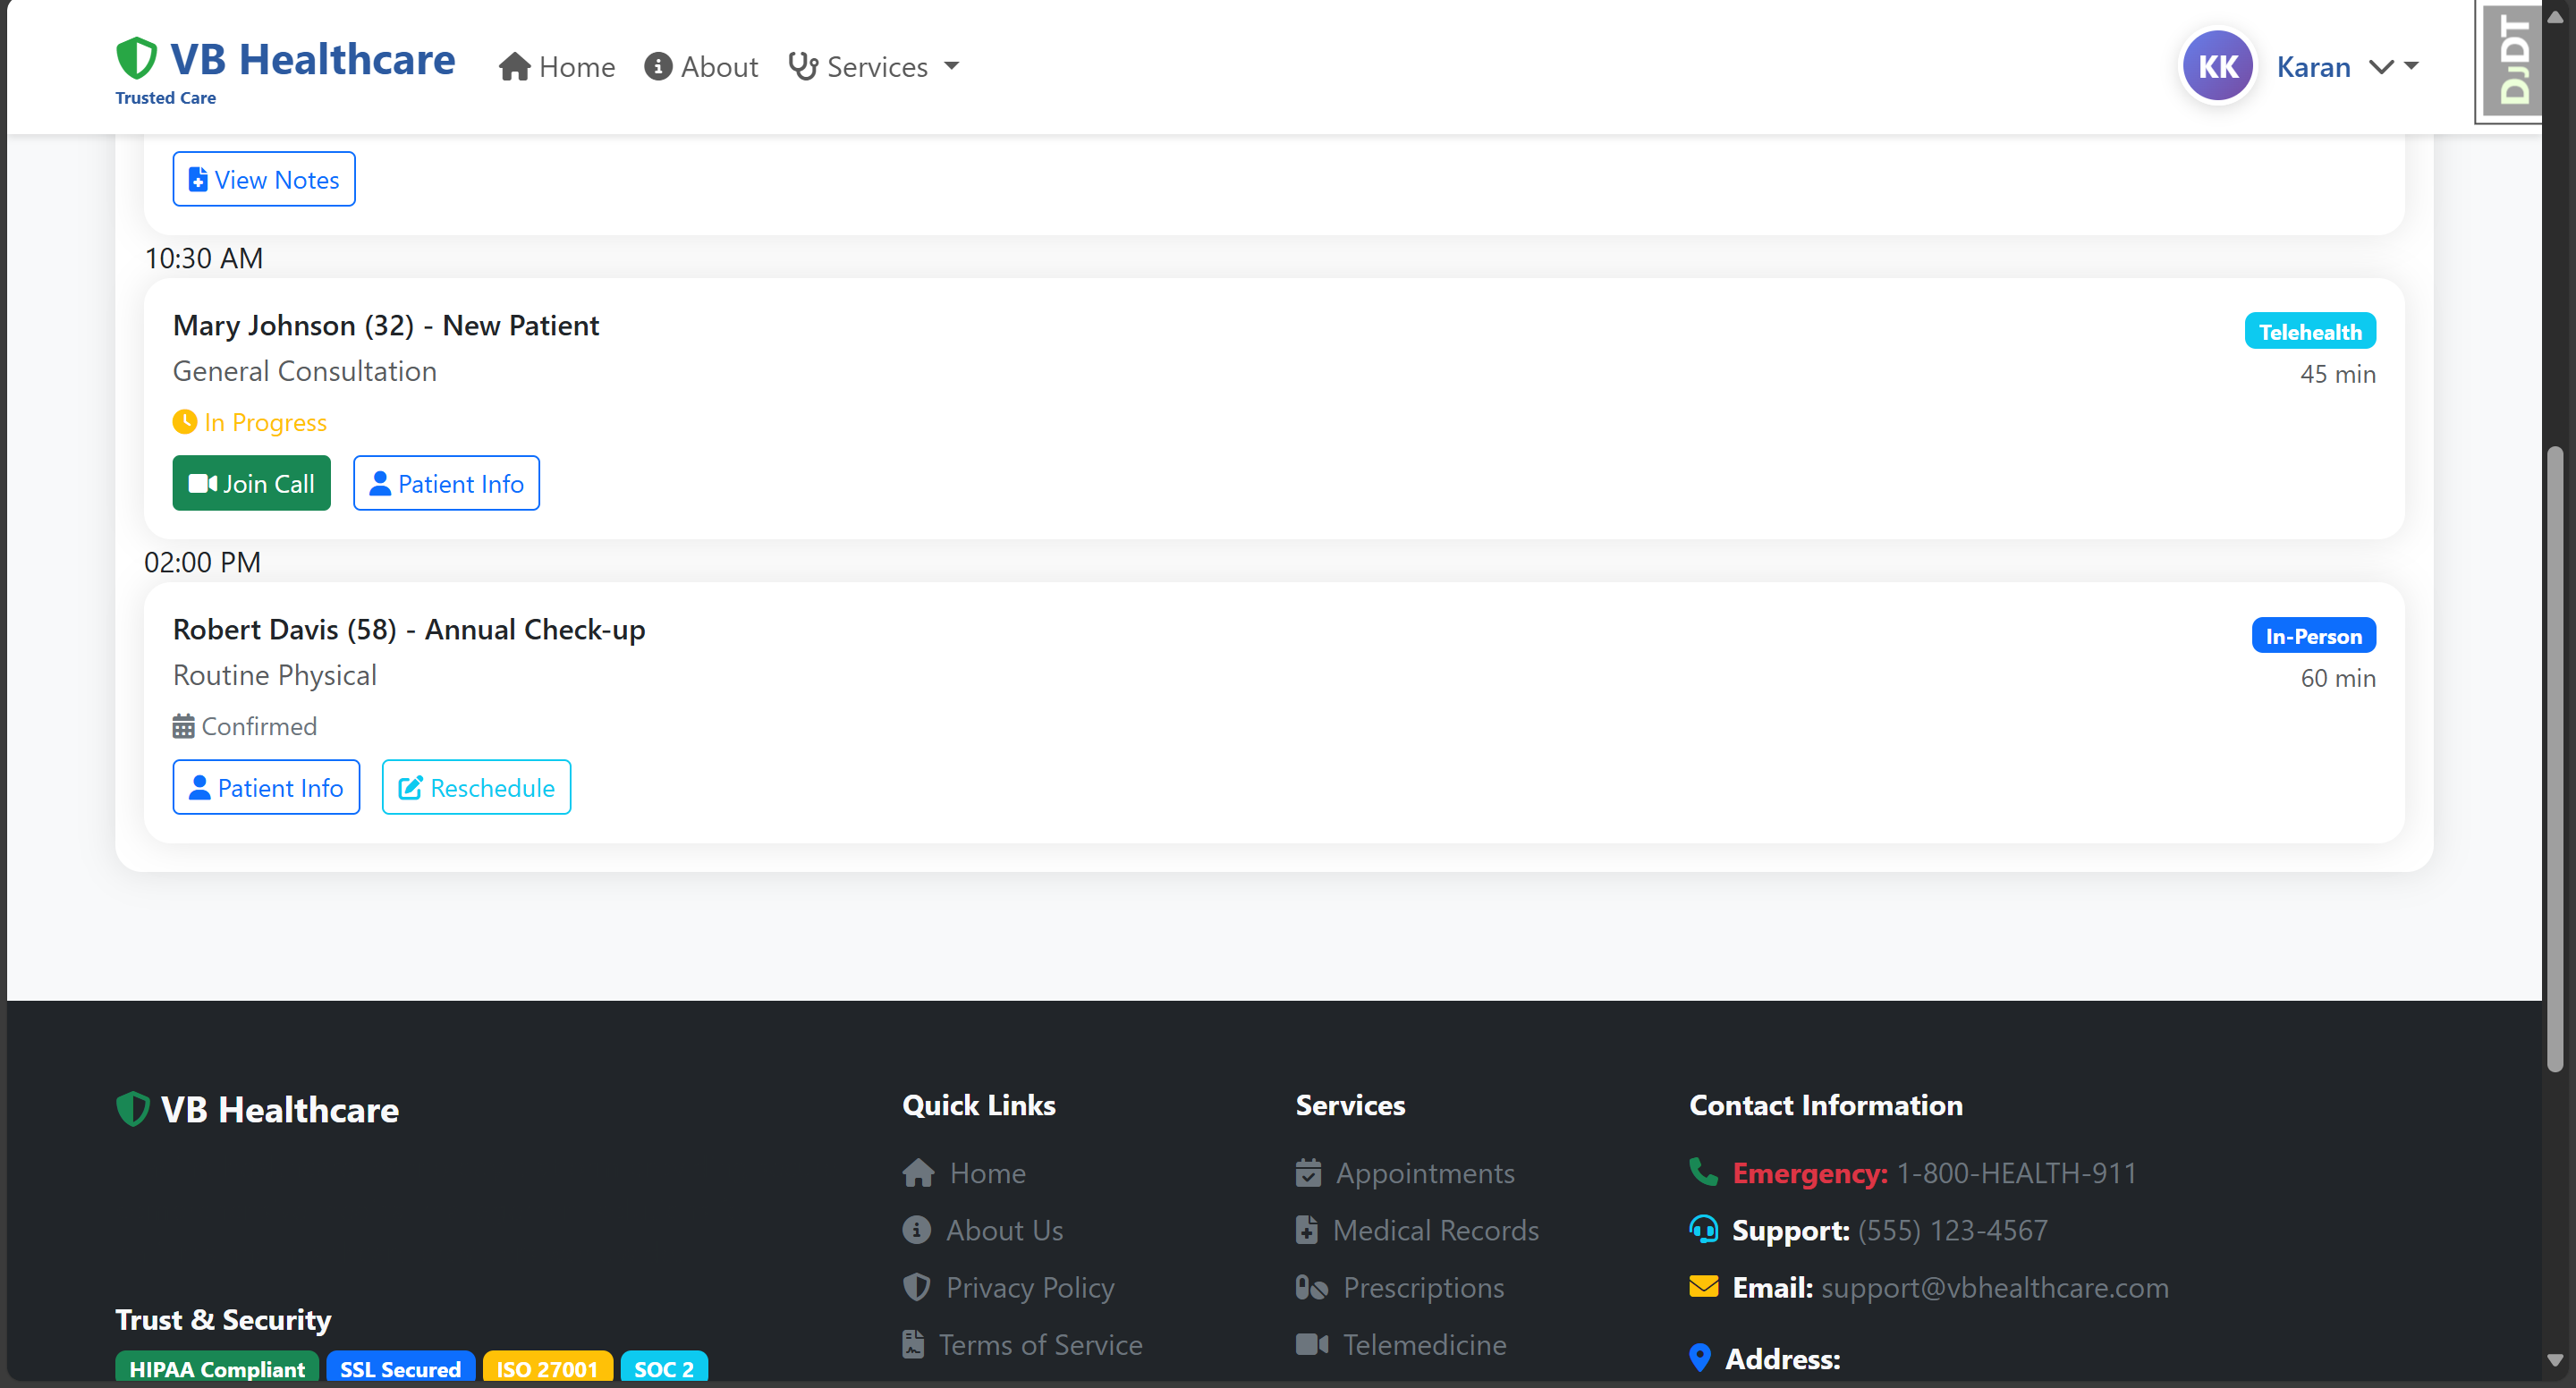 VB Healthcare
Trusted Care
Home
About
Services
KK
Karan
DJDT
View Notes
10:30 AM
Mary Johnson (32) - New Patient
Telehealth
General Consultation
45 min
In Progress
Join Call
Patient Info
02:00 PM
Robert Davis (58) - Annual Check-up
In-Person
Routine Physical
60 min
Confirmed
Patient Info
Reschedule
VB Healthcare
Trust & Security
HIPAA Compliant
SSL Secured
ISO 27001
SOC 2
Quick Links
Home
About Us
Privacy Policy
Terms of Service
Services
Appointments
Medical Records
Prescriptions
Telemedicine
Contact Information
Emergency: 1-800-HEALTH-911
Support: (555) 123-4567
Email: support@vbhealthcare.com
Address: